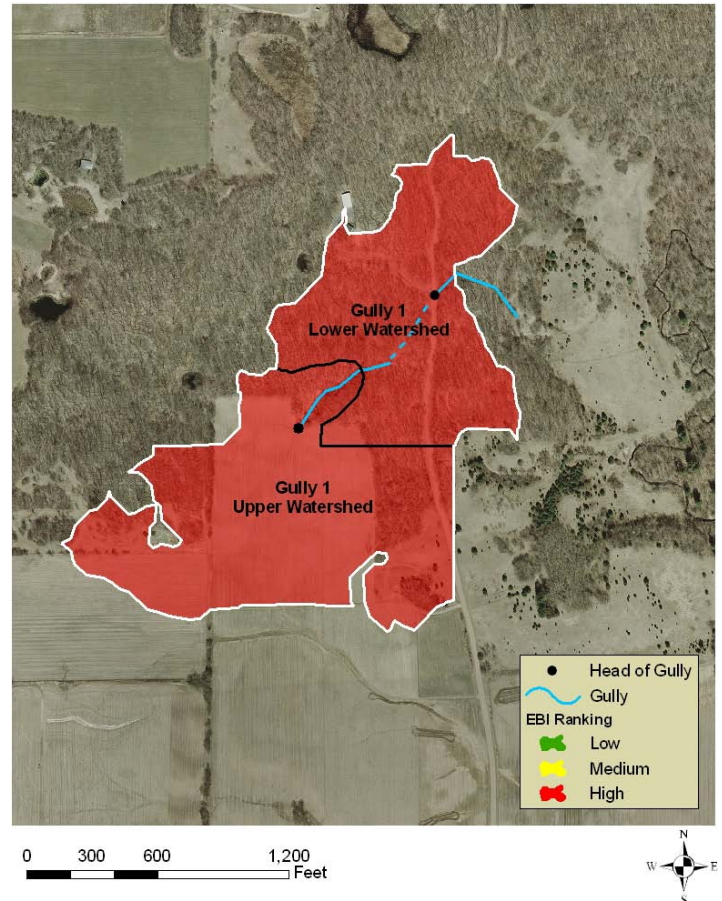 Gully 1
Lower Watershed
Gully 1
Upper Watershed
Head of Gully
Gully
EBI Ranking
Low
Medium
High
0 300 600 1,200
Feet
N
W E
S